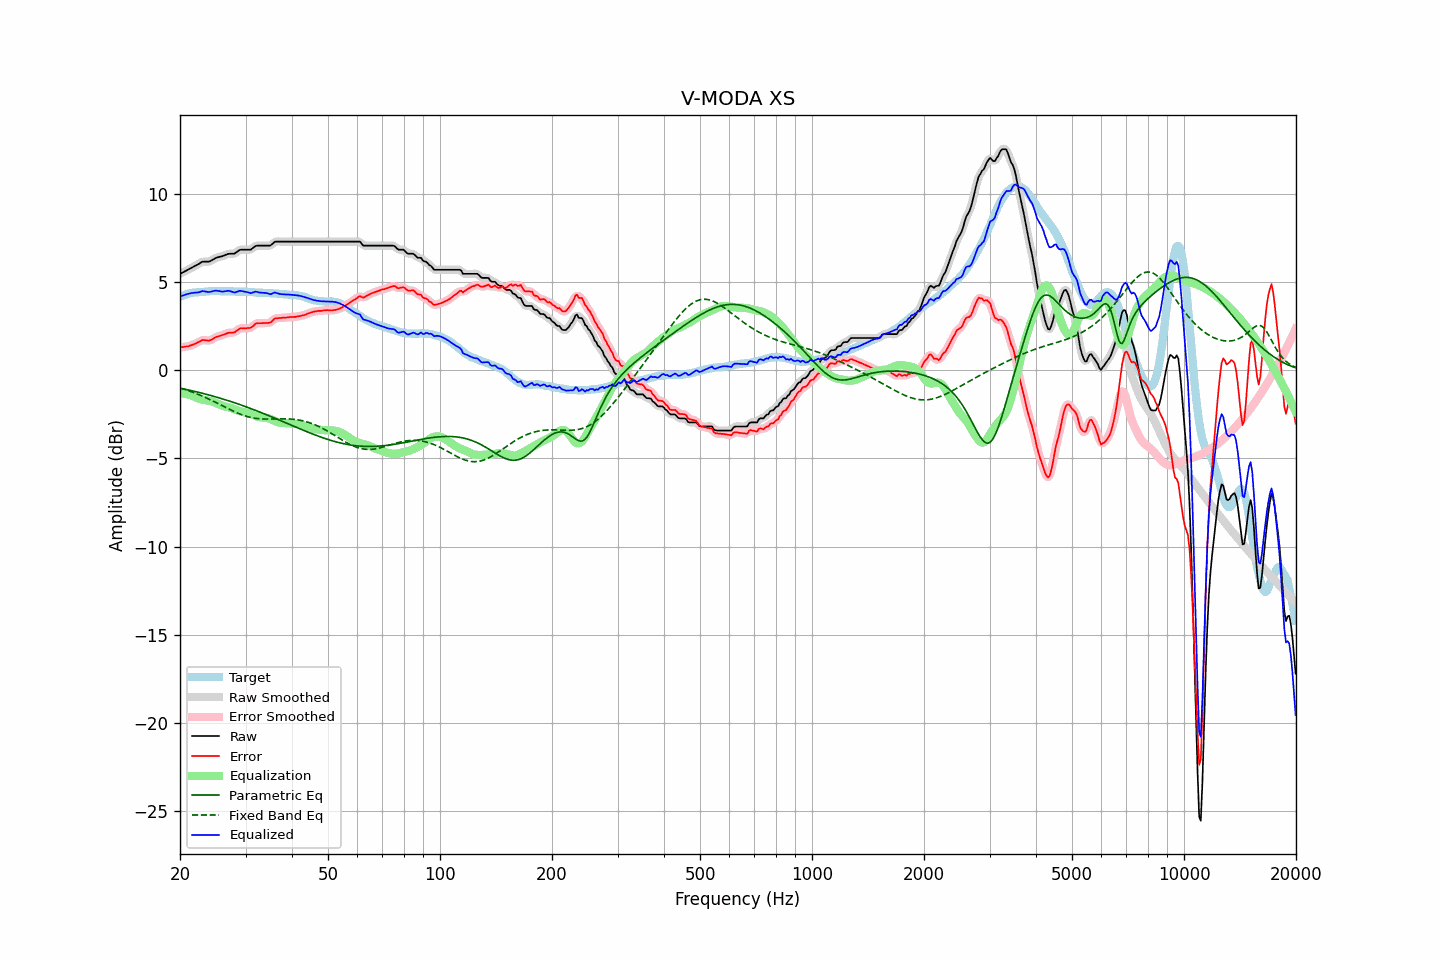 V-MODA XS
Amplitude (dBr)
10
5
0
−5
−10
−15
−20
−25
Target
Raw Smoothed
Error Smoothed
Raw
Error
Equalization
Parametric Eq
Fixed Band Eq
Equalized
20 50 100 200 500 1000 2000 5000 10000 20000
Frequency (Hz)